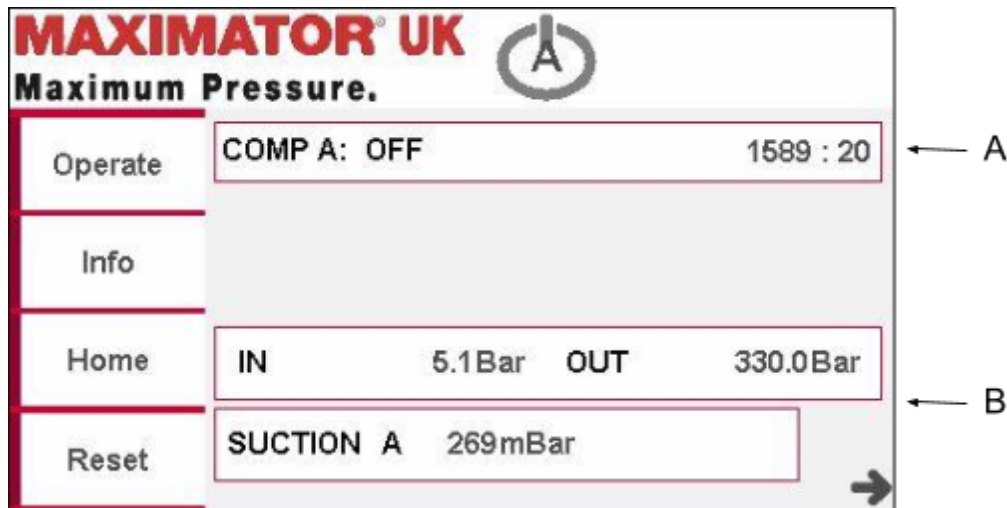 MAXIMATOR® UK
Maximum Pressure.
A
Operate
COMP A: OFF 1589 : 20
A
Info
Home
IN 5.1Bar OUT 330.0Bar
B
Reset
SUCTION A 269mBar